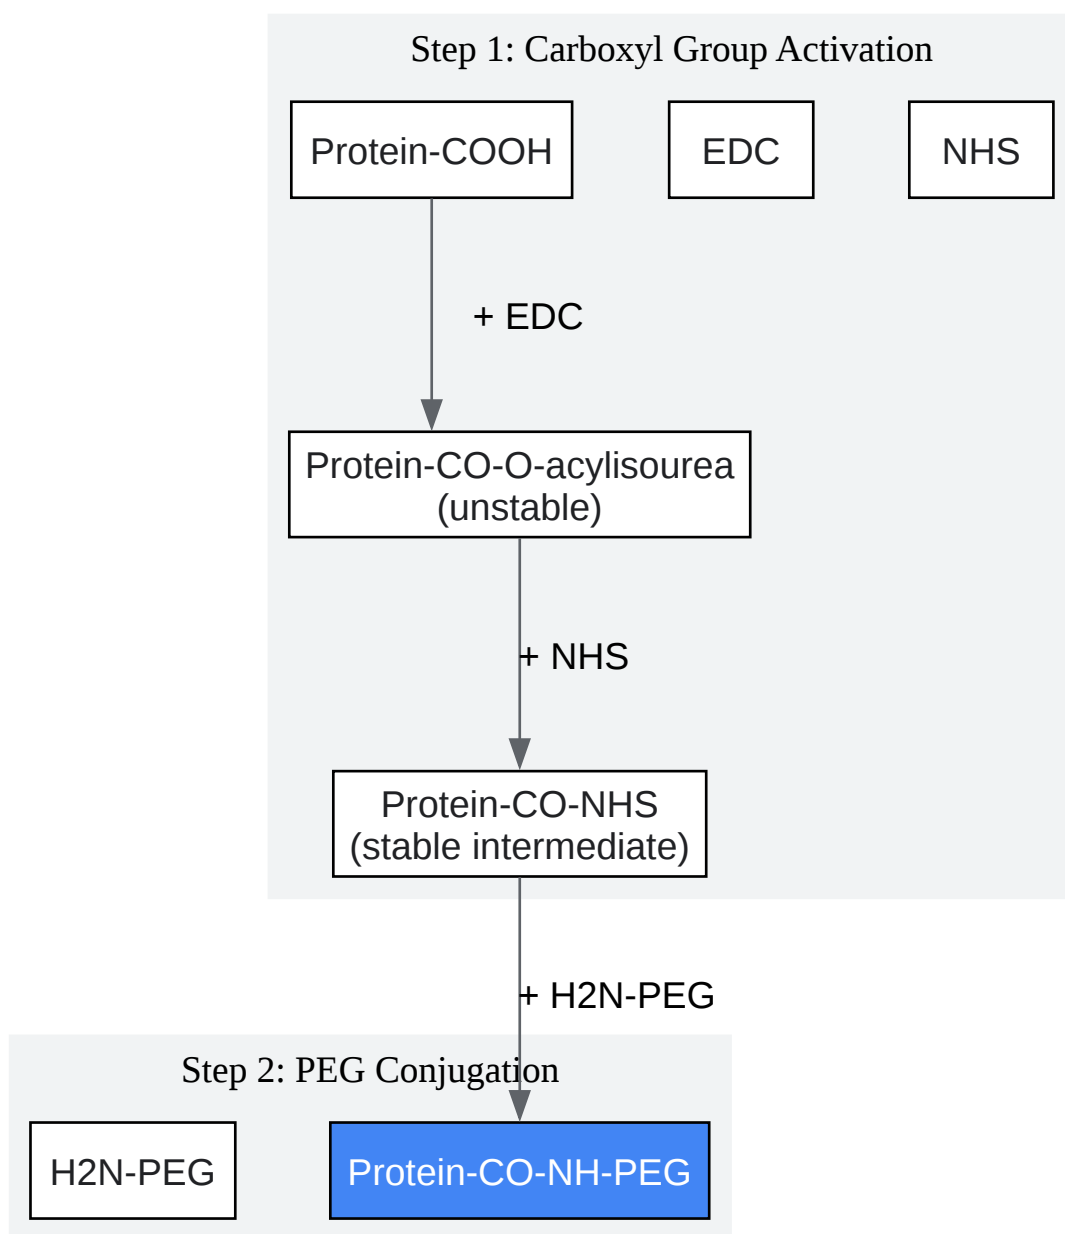 Step 1: Carboxyl Group Activation
Protein-COOH
EDC
NHS
+ EDC
Protein-CO-O-acylisourea
(unstable)
+ NHS
Protein-CO-NHS
(stable intermediate)
+ H2N-PEG
Step 2: PEG Conjugation
H2N-PEG
Protein-CO-NH-PEG